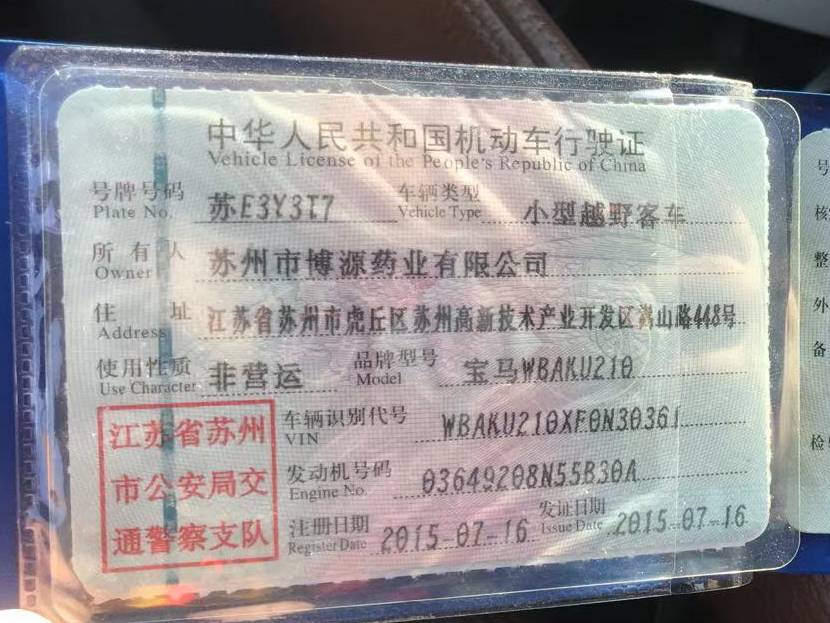 中华人民共和国机动车行驶证
Vehicle License of the People's Republic of China
号牌号码 苏E3Y3T7 车辆类型 小型越野客车
Plate No. Vehicle Type
所有人 苏州市博源药业有限公司
Owner
住址 江苏省苏州市虎丘区苏州高新技术产业开发区嵩山路448号
Address
使用性质 非营运 品牌型号 宝马WBAKU210
Use Character Model
江苏省苏州
市公安局交
通警察支队
车辆识别代号 WBAKU210XF0N30361
VIN
发动机号码 03649208N55B30A
Engine No.
注册日期 2015-07-16 发证日期 2015-07-16
Register Date Issue Date
号
核
整
外
备
检